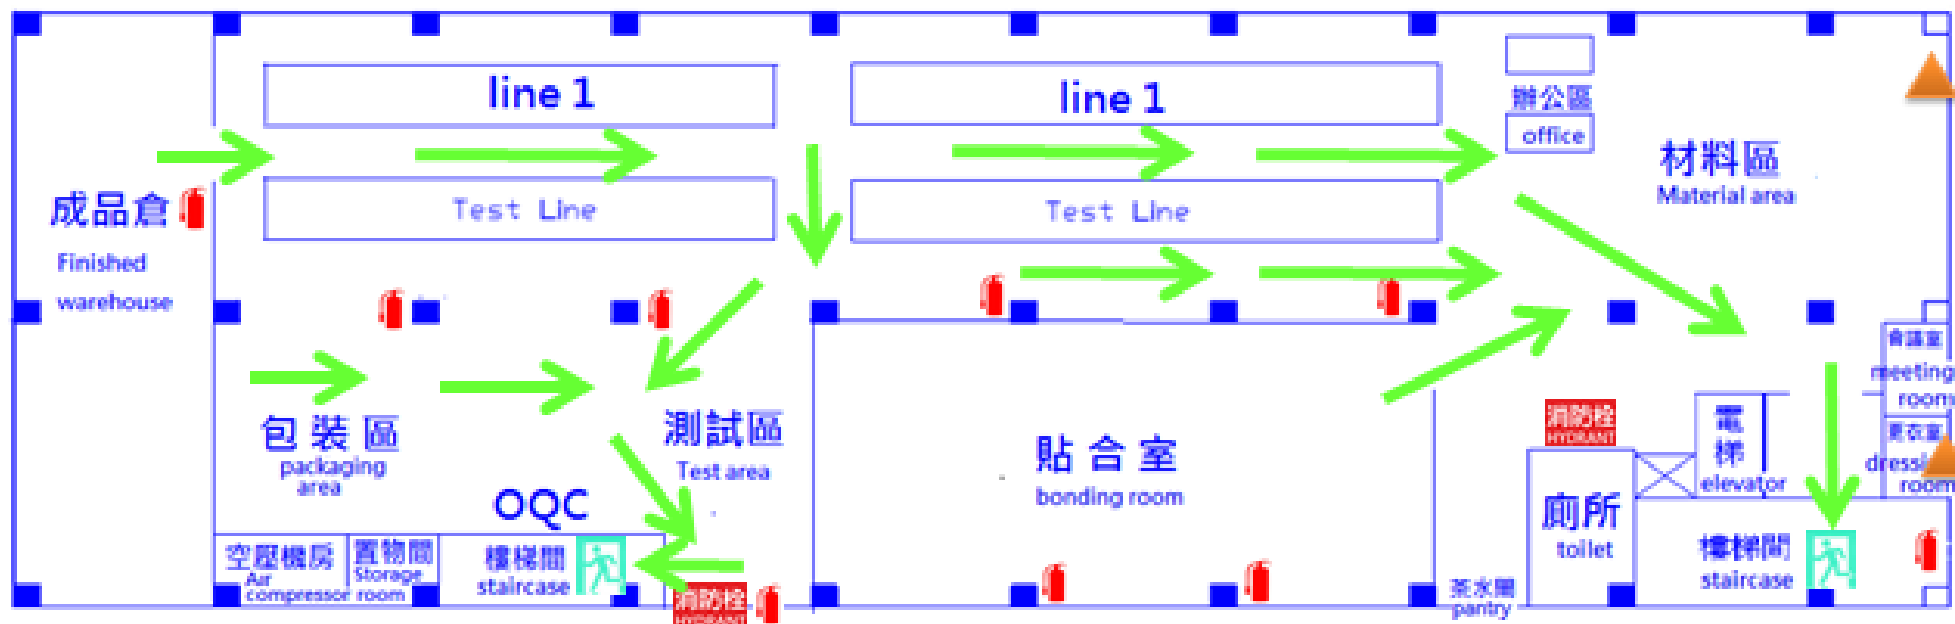 line 1
line 1
辦公區
office
材料區
Material area
成品倉
Finished
warehouse
Test Line
Test Line
會議室
meeting
room
更衣室
dressi
room
消防栓
HYDRANT
電
梯
elevator
包裝區
packaging
area
測試區
Test area
貼合室
bonding room
OQC
廁所
toilet
空壓機房
Air
compressor
置物間
Storage
room
樓梯間
staircase
消防栓
HYDRANT
茶水間
pantry
樓梯間
staircase